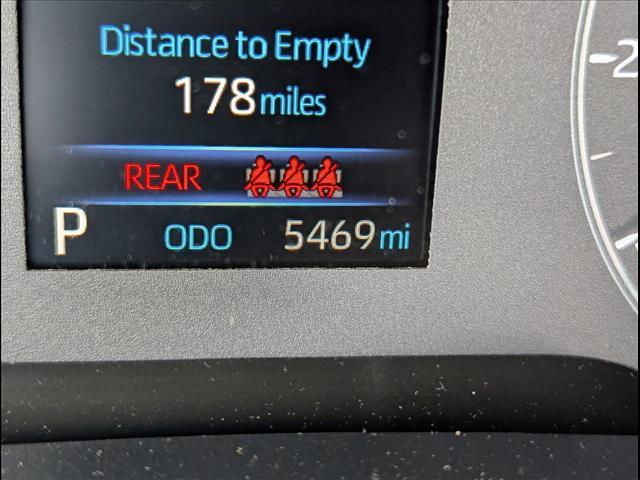 Distance to Empty
178 miles
REAR
P ODO 5469 mi